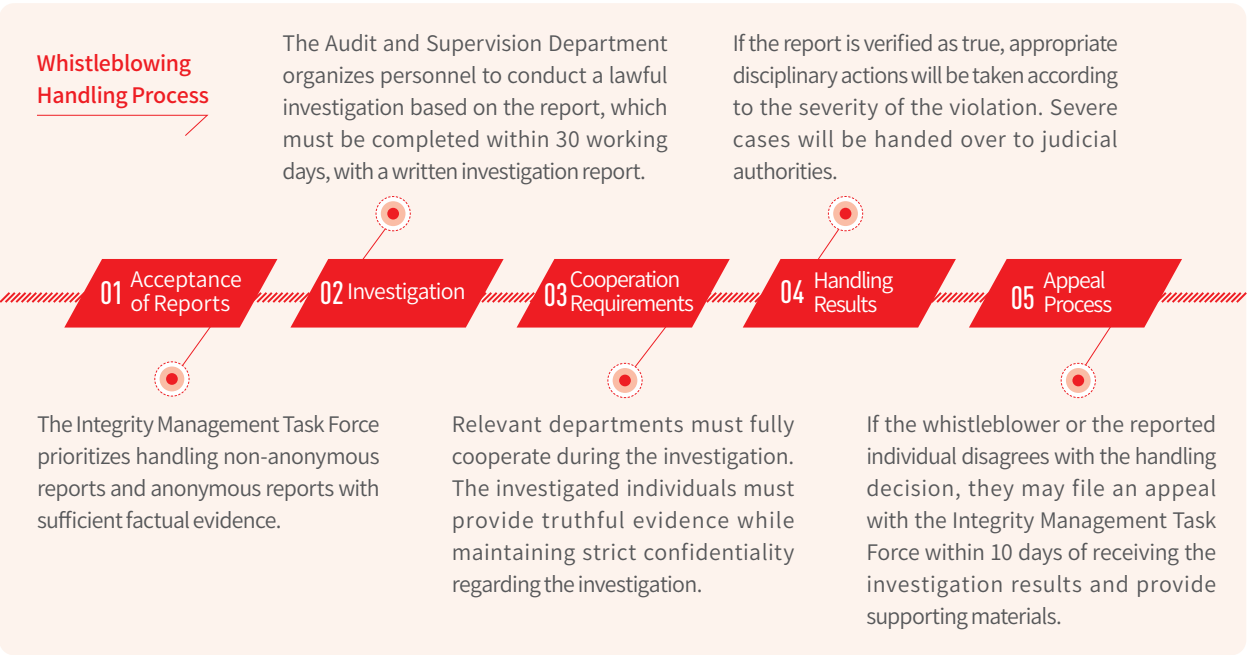 Whistleblowing
Handling Process
The Audit and Supervision Department
organizes personnel to conduct a lawful
investigation based on the report, which
must be completed within 30 working
days, with a written investigation report.
If the report is verified as true, appropriate
disciplinary actions will be taken according
to the severity of the violation. Severe
cases will be handed over to judicial
authorities.
01 Acceptance
of Reports
02 Investigation
03 Cooperation
Requirements
04 Handling
Results
05 Appeal
Process
The Integrity Management Task Force
prioritizes handling non-anonymous
reports and anonymous reports with
sufficient factual evidence.
Relevant departments must fully
cooperate during the investigation.
The investigated individuals must
provide truthful evidence while
maintaining strict confidentiality
regarding the investigation.
If the whistleblower or the reported
individual disagrees with the handling
decision, they may file an appeal
with the Integrity Management Task
Force within 10 days of receiving the
investigation results and provide
supporting materials.